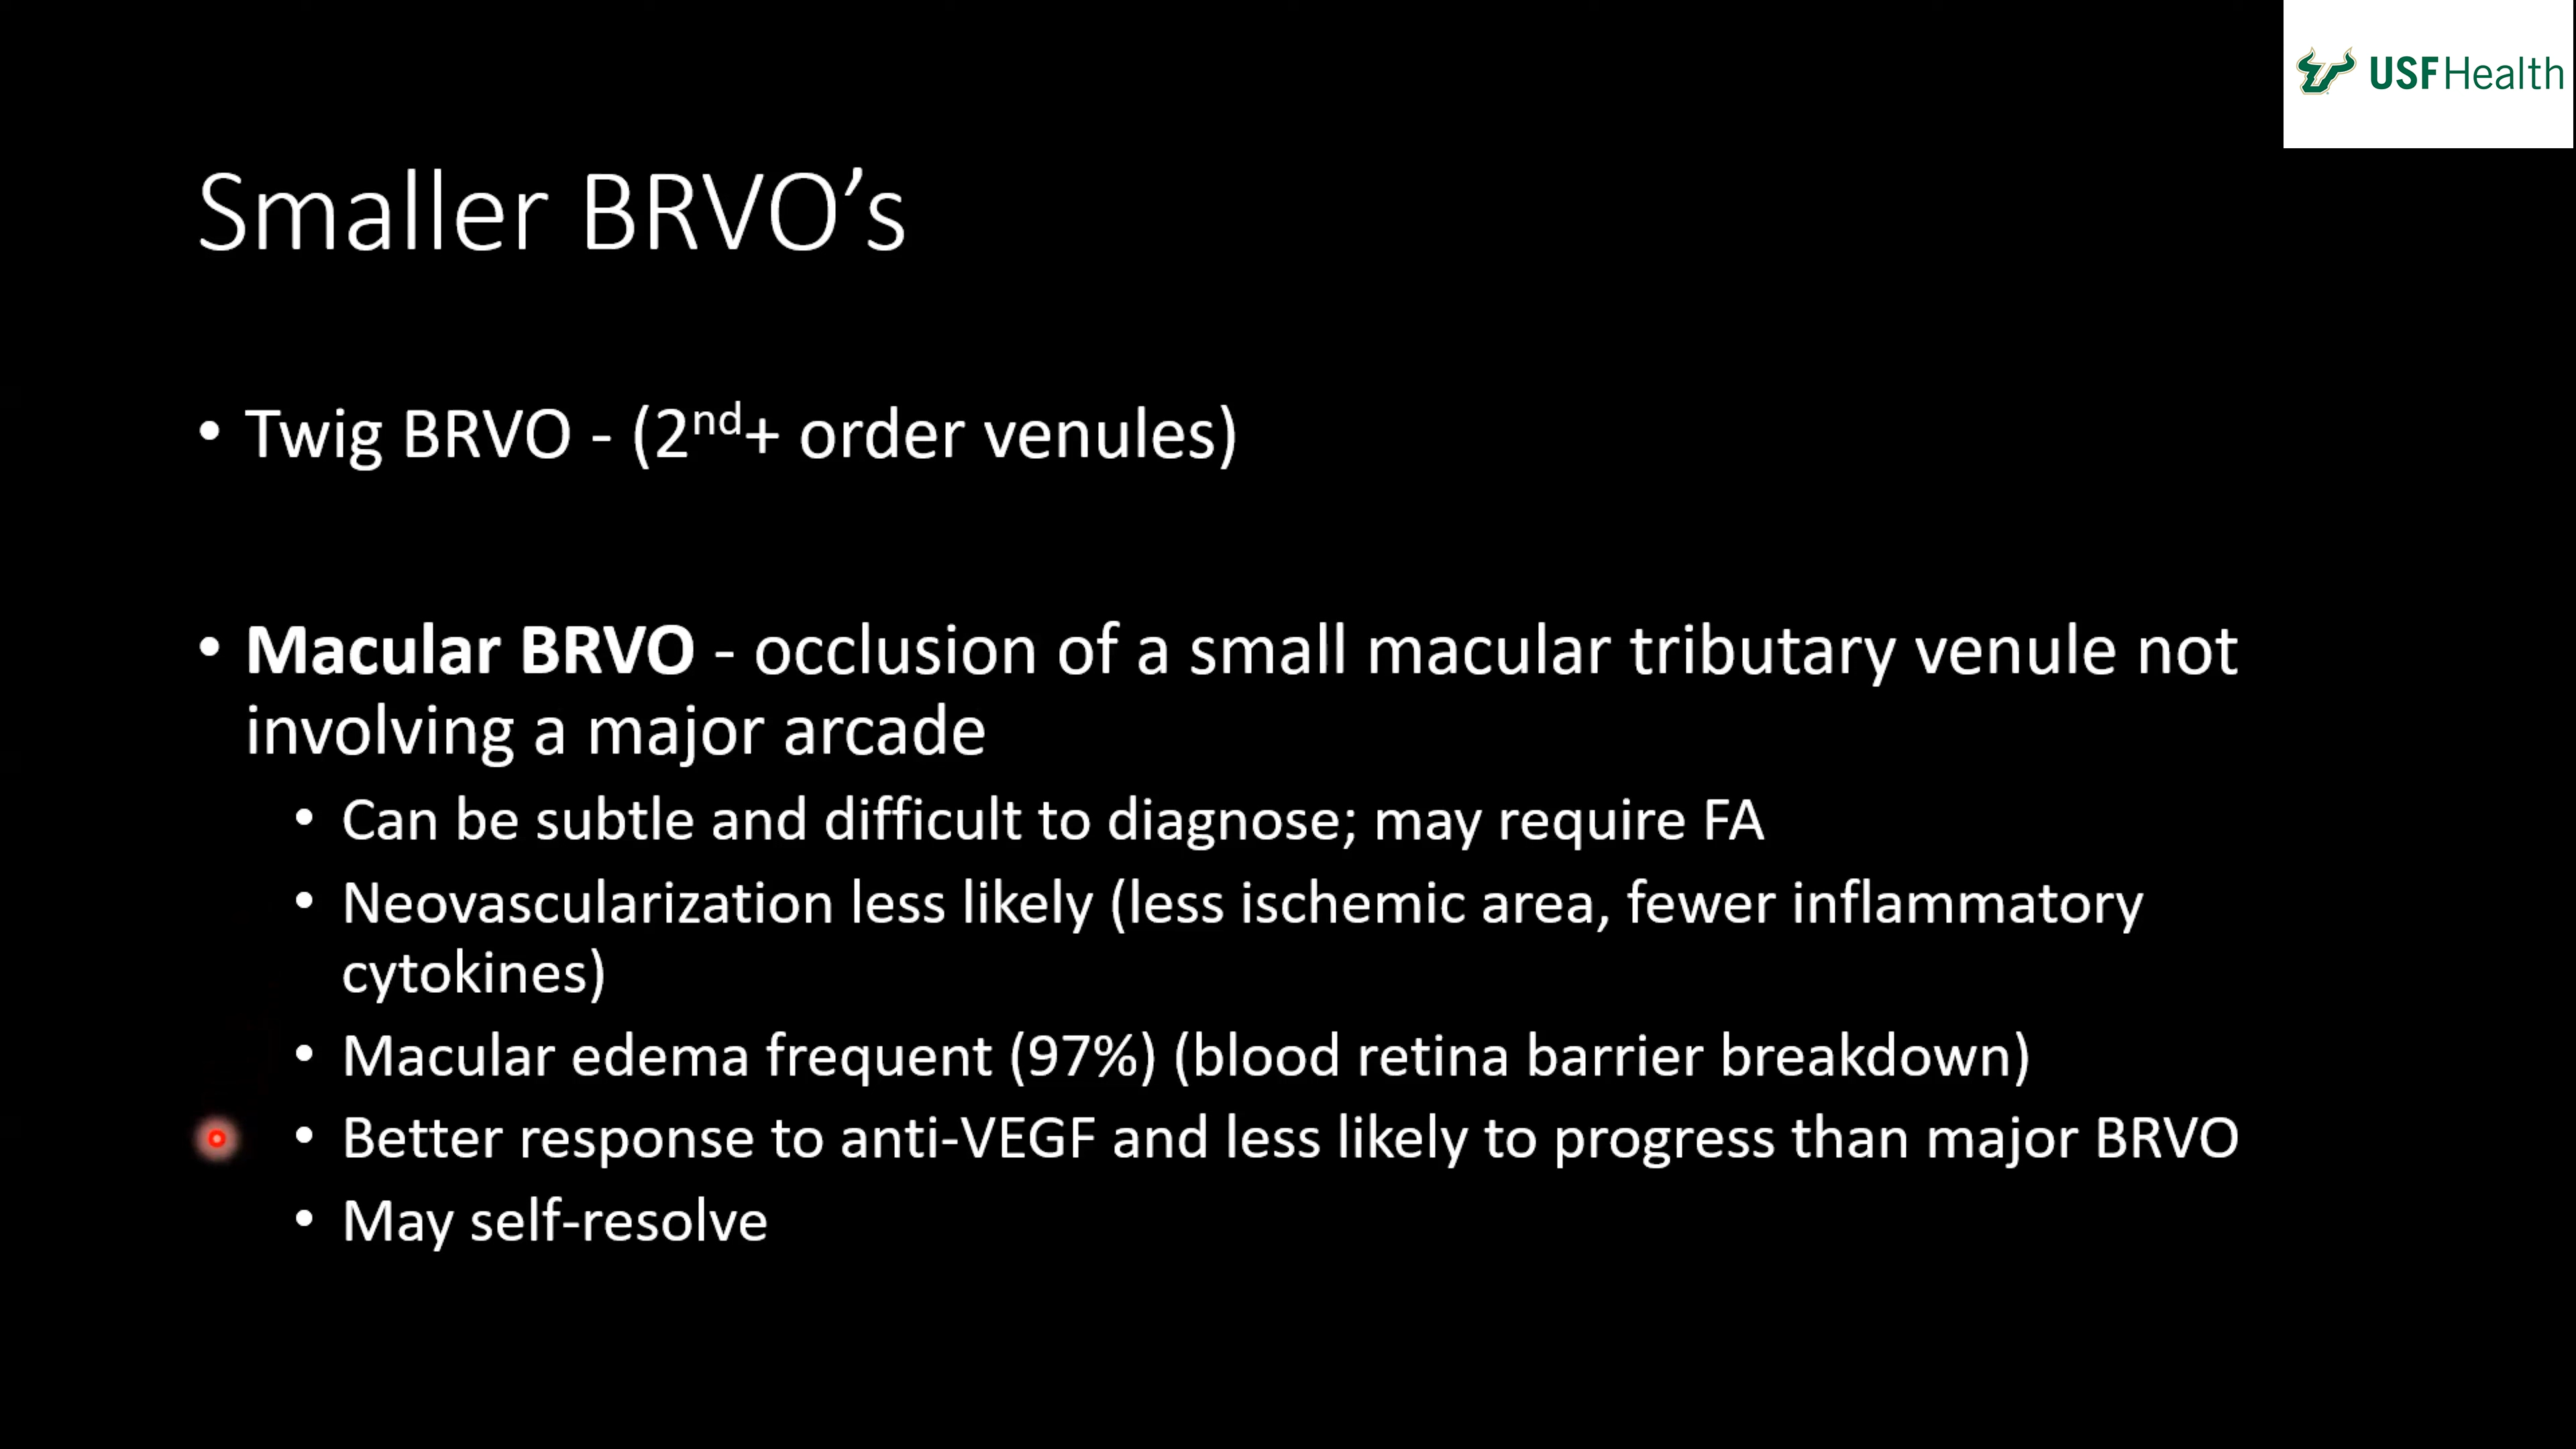 USFHealth
Smaller BRVO’s
• Twig BRVO - (2nd+ order venules)
• Macular BRVO - occlusion of a small macular tributary venule not
involving a major arcade
• Can be subtle and difficult to diagnose; may require FA
• Neovascularization less likely (less ischemic area, fewer inflammatory
cytokines)
• Macular edema frequent (97%) (blood retina barrier breakdown)
• Better response to anti-VEGF and less likely to progress than major BRVO
• May self-resolve